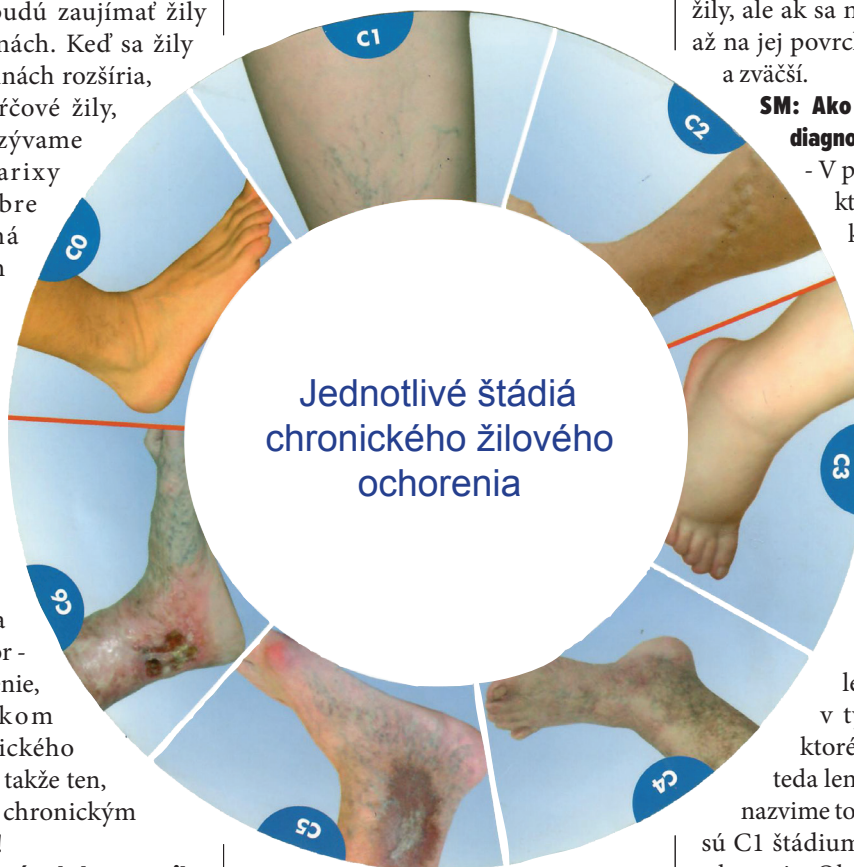 budú zaujímať žily
nách. Keď sa žily
nách rozšíria,
ŕčové žily,
zývame
arixy
bre
ná
a
or -
nie,
kom
ického
takže ten,
chronickým
!
C0
C1
C2
C3
C4
C5
C6
Jednotlivé štádiá
chronického žilového
ochorenia
žily, ale ak sa n
až na jej povrch
a zväčší.
SM: Ako
diagno
- V p
kt
k
le
v t
ktoré
teda len
nazvime to
sú C1 štádium